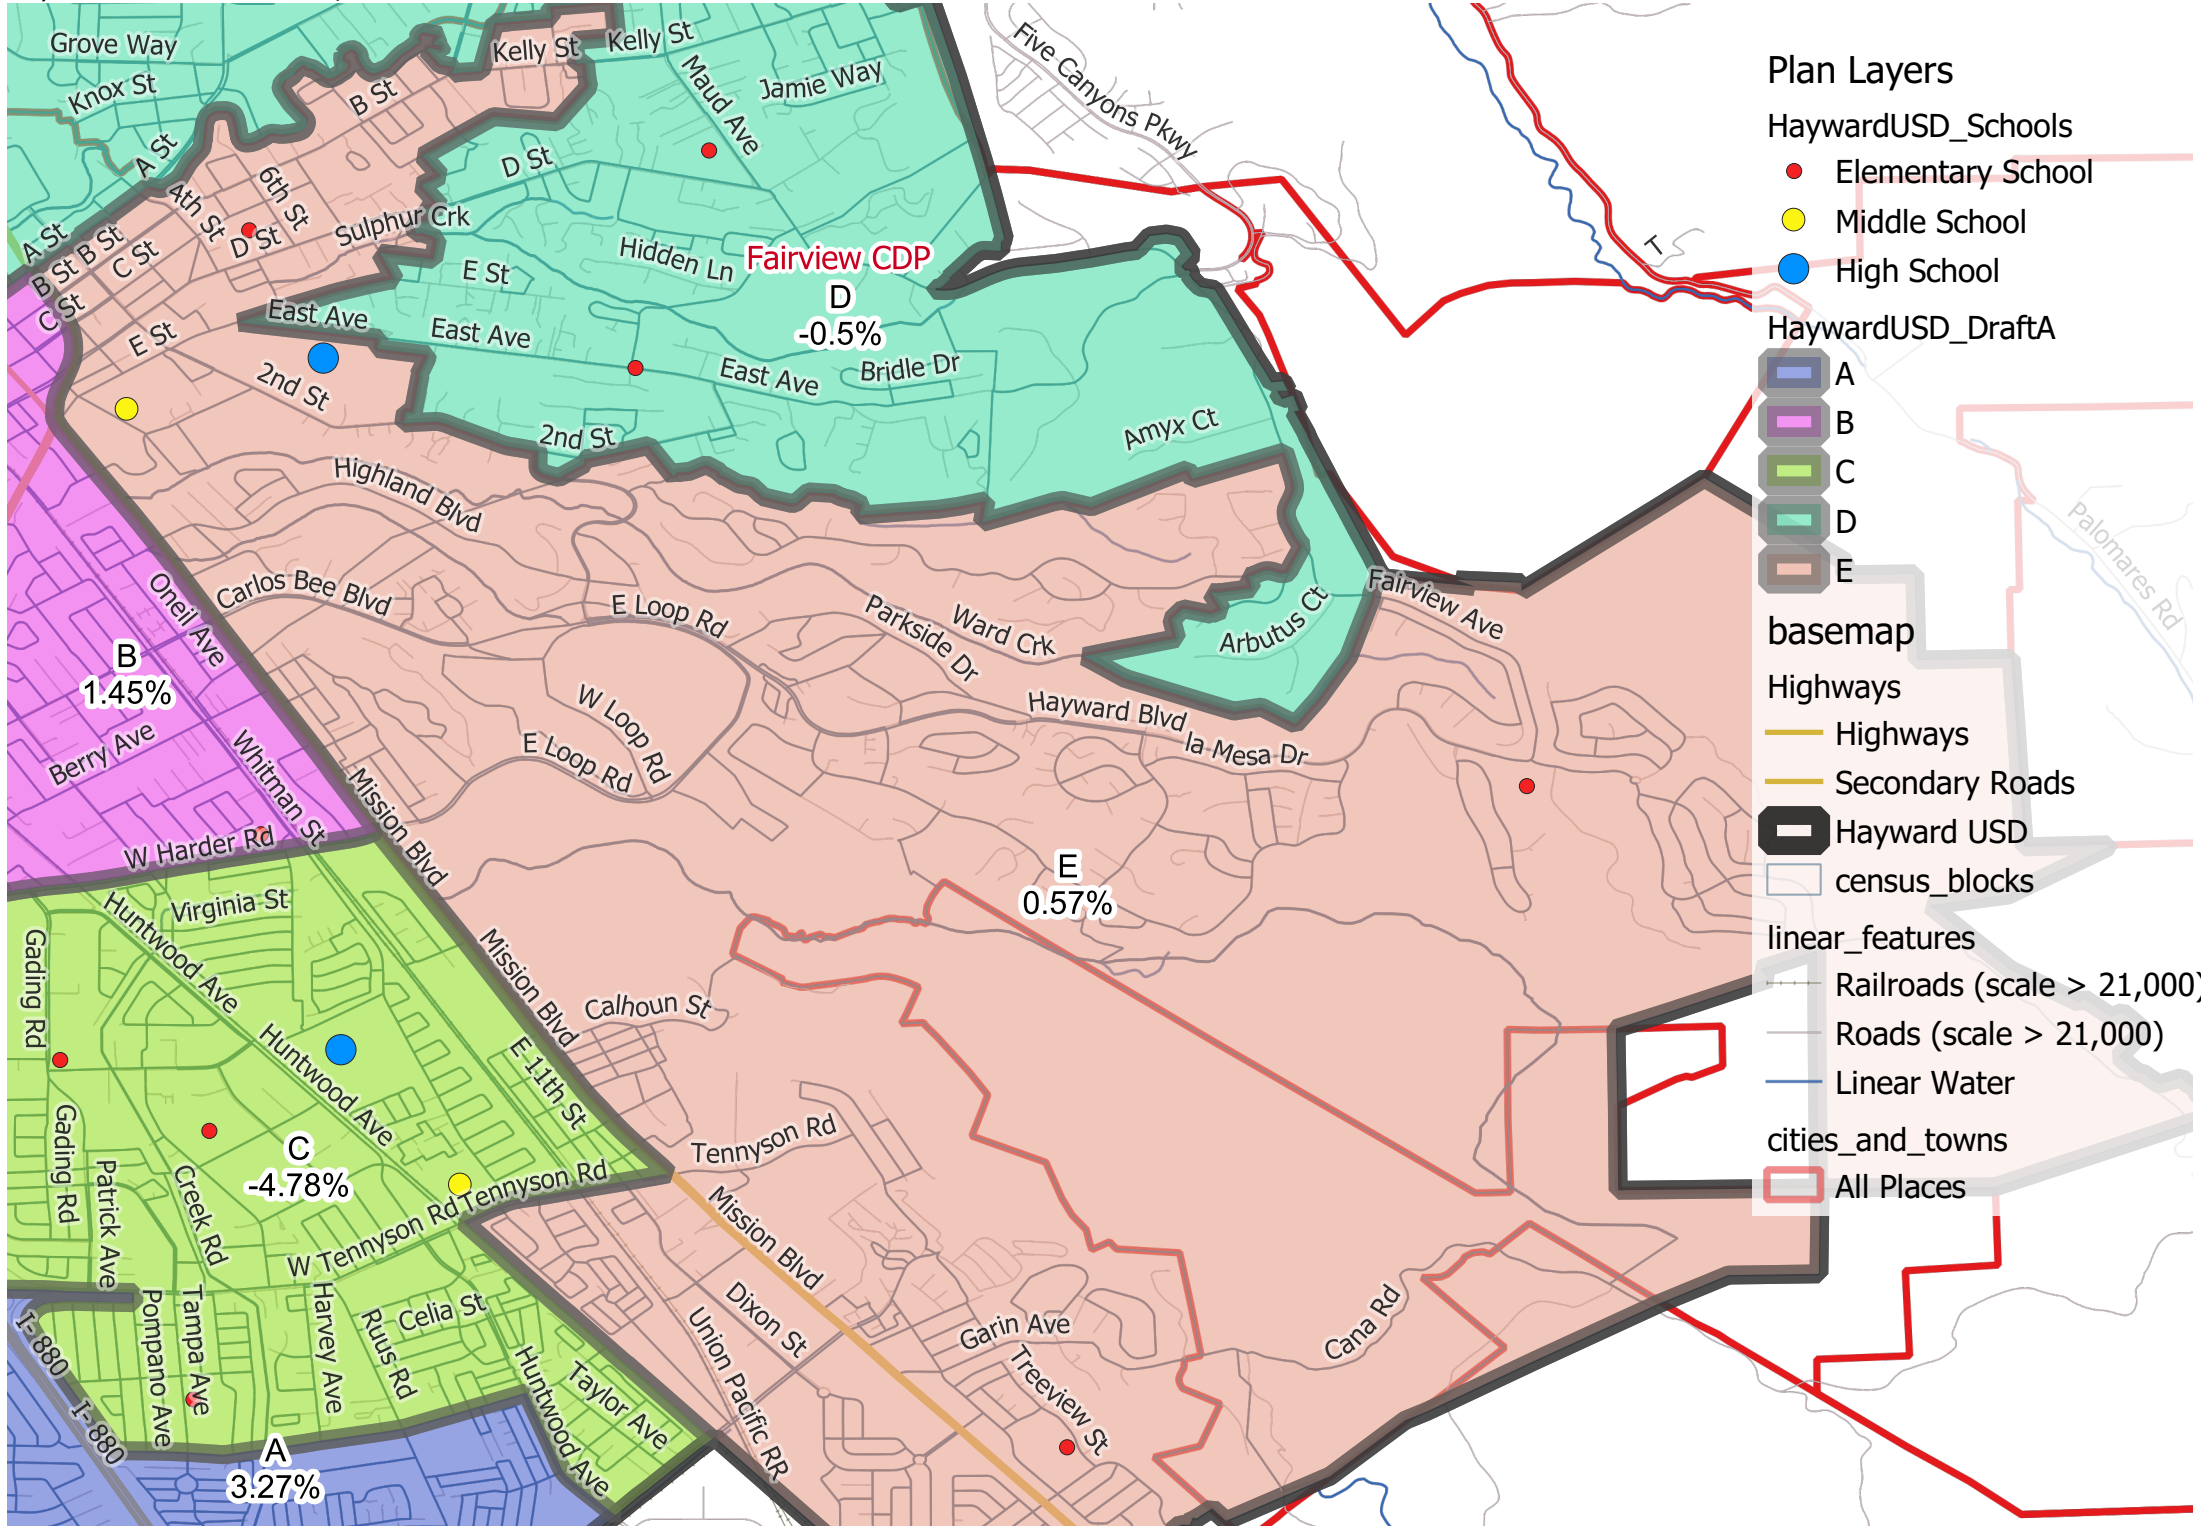 Grove Way
Knox St
A St
B St
Kelly St
Kelly St
Maud Ave
Jamie Way
Five Canyons Pkwy
D St
4th St
6th St
D St
Sulphur Crk
A St
B St
B St
C St
C St
Hidden Ln
Fairview CDP
D
-0.5%
E St
E St
East Ave
East Ave
East Ave
Bridle Dr
2nd St
2nd St
Amyx Ct
Highland Blvd
Carlos Bee Blvd
Oneil Ave
E Loop Rd
Parkside Dr
Ward Crk
Arbutus Ct
Fairview Ave
B
1.45%
W Loop Rd
E Loop Rd
Hayward Blvd
la Mesa Dr
Berry Ave
Whitman St
Mission Blvd
W Harder Rd
E
0.57%
Virginia St
Huntwood Ave
Gading Rd
Mission Blvd
Calhoun St
Huntwood Ave
E 11th St
Gading Rd
Patrick Ave
Creek Rd
C
-4.78%
Tennyson Rd
Tennyson Rd
W Tennyson Rd
Mission Blvd
Dixon St
Union Pacific RR
Garin Ave
Treeview St
Cana Rd
I- 880
I- 880
Pompano Ave
Tampa Ave
Harvey Ave
Ruus Rd
Celia St
Huntwood Ave
Taylor Ave
A
3.27%
T
Palomares Rd
Plan Layers
HaywardUSD_Schools
Elementary School
Middle School
High School
HaywardUSD_DraftA
A
B
C
D
E
basemap
Highways
Highways
Secondary Roads
Hayward USD
census_blocks
linear_features
Railroads (scale > 21,000)
Roads (scale > 21,000)
Linear Water
cities_and_towns
All Places